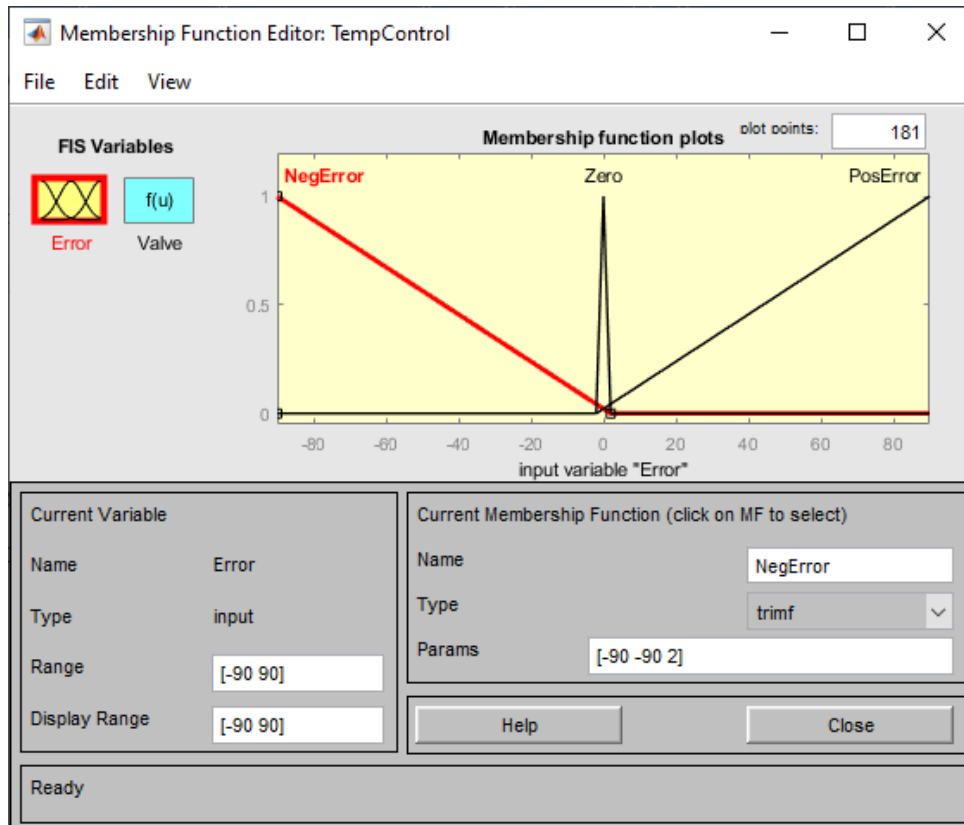 Membership Function Editor: TempControl
File Edit View
FIS Variables
f(u)
Error Valve
Membership function plots plot points: 181
NegError Zero PosError
1
0.5
0
-80 -60 -40 -20 0 20 40 60 80
input variable "Error"
Current Variable
Name Error
Type input
Range [-90 90]
Display Range [-90 90]
Current Membership Function (click on MF to select)
Name NegError
Type trimf
Params [-90 -90 2]
Help Close
Ready